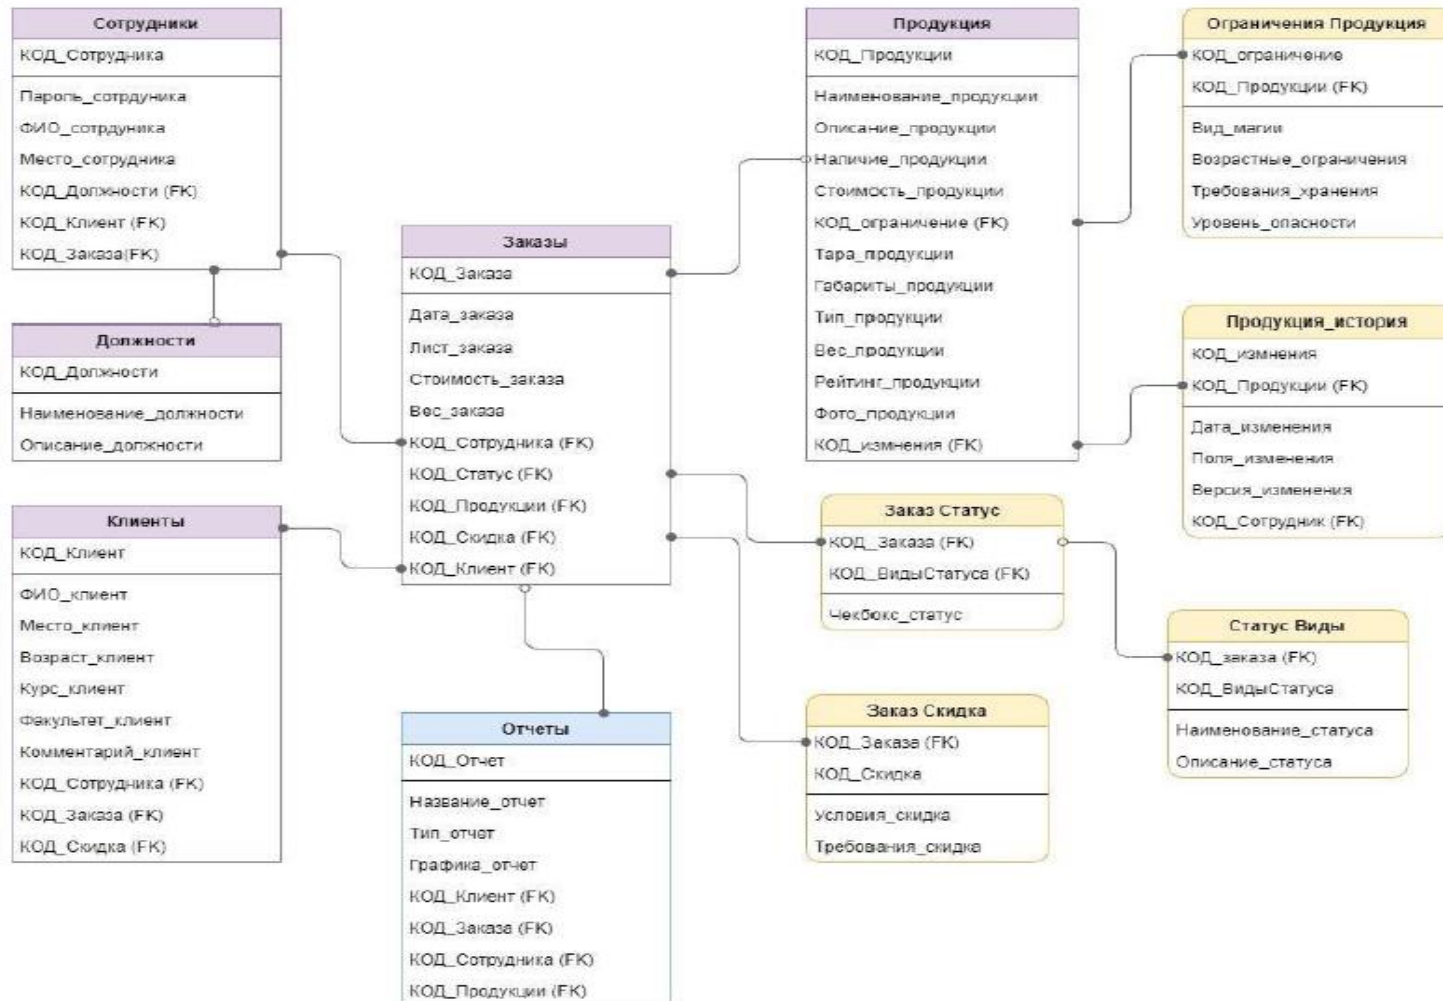 Сотрудники
КОД_Сотрудника
Пароль_сотрдуника
ФИО_сотрдуника
Место_сотрудника
КОД_Должности (FK)
КОД_Клиент (FK)
КОД_Заказа(FK)
Должности
КОД_Должности
Наименование_должности
Описание_должности
Клиенты
КОД_Клиент
ФИО_клиент
Место_клиент
Возраст_клиент
Курс_клиент
Факультет_клиент
Комментарий_клиент
КОД_Сотрудника (FK)
КОД_Заказа (FK)
КОД_Скидка (FK)
Заказы
КОД_Заказа
Дата_заказа
Лист_заказа
Стоимость_заказа
Вес_заказа
КОД_Сотрудника (FK)
КОД_Статус (FK)
КОД_Продукции (FK)
КОД_Скидка (FK)
КОД_Клиент (FK)
Отчеты
КОД_Отчет
Название_отчет
Тип_отчет
Графика_отчет
КОД_Клиент (FK)
КОД_Заказа (FK)
КОД_Сотрудника (FK)
КОД_Продукции (FK)
Продукция
КОД_Продукции
Наименование_продукции
Описание_продукции
Наличие_продукции
Стоимость_продукции
КОД_ограничение (FK)
Тара_продукции
Габариты_продукции
Тип_продукции
Вес_продукции
Рейтинг_продукции
Фото_продукции
КОД_измнения (FK)
Заказ Статус
КОД_Заказа (FK)
КОД_ВидыСтатуса (FK)
Чекбокс_статус
Заказ Скидка
КОД_Заказа (FK)
КОД_Скидка
Условия_скидка
Требования_скидка
Ограничения Продукция
КОД_ограничение
КОД_Продукции (FK)
Вид_магии
Возрастные_ограничения
Требования_хранения
Уровень_опасности
Продукция_история
КОД_измнения
КОД_Продукции (FK)
Дата_изменения
Поля_изменения
Версия_изменения
КОД_Сотрудник (FK)
Статус Виды
КОД_заказа (FK)
КОД_ВидыСтатуса
Наименование_статуса
Описание_статуса